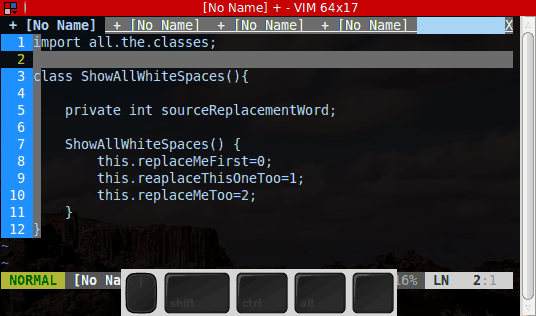 [No Name] + - VIM 64x17
+ [No Name] + [No Name] + [No Name] + [No Name] X
1 import all.the.classes;
2
3 class ShowAllWhiteSpaces(){
4
5 private int sourceReplacementWord;
6
7 ShowAllWhiteSpaces() {
8 this.replaceMeFirst=0;
9 this.reaplaceThisOneToo=1;
10 this.replaceMeToo=2;
11 }
12 }
~
~
NORMAL [No Na 16% LN 2:1
shift ctrl alt